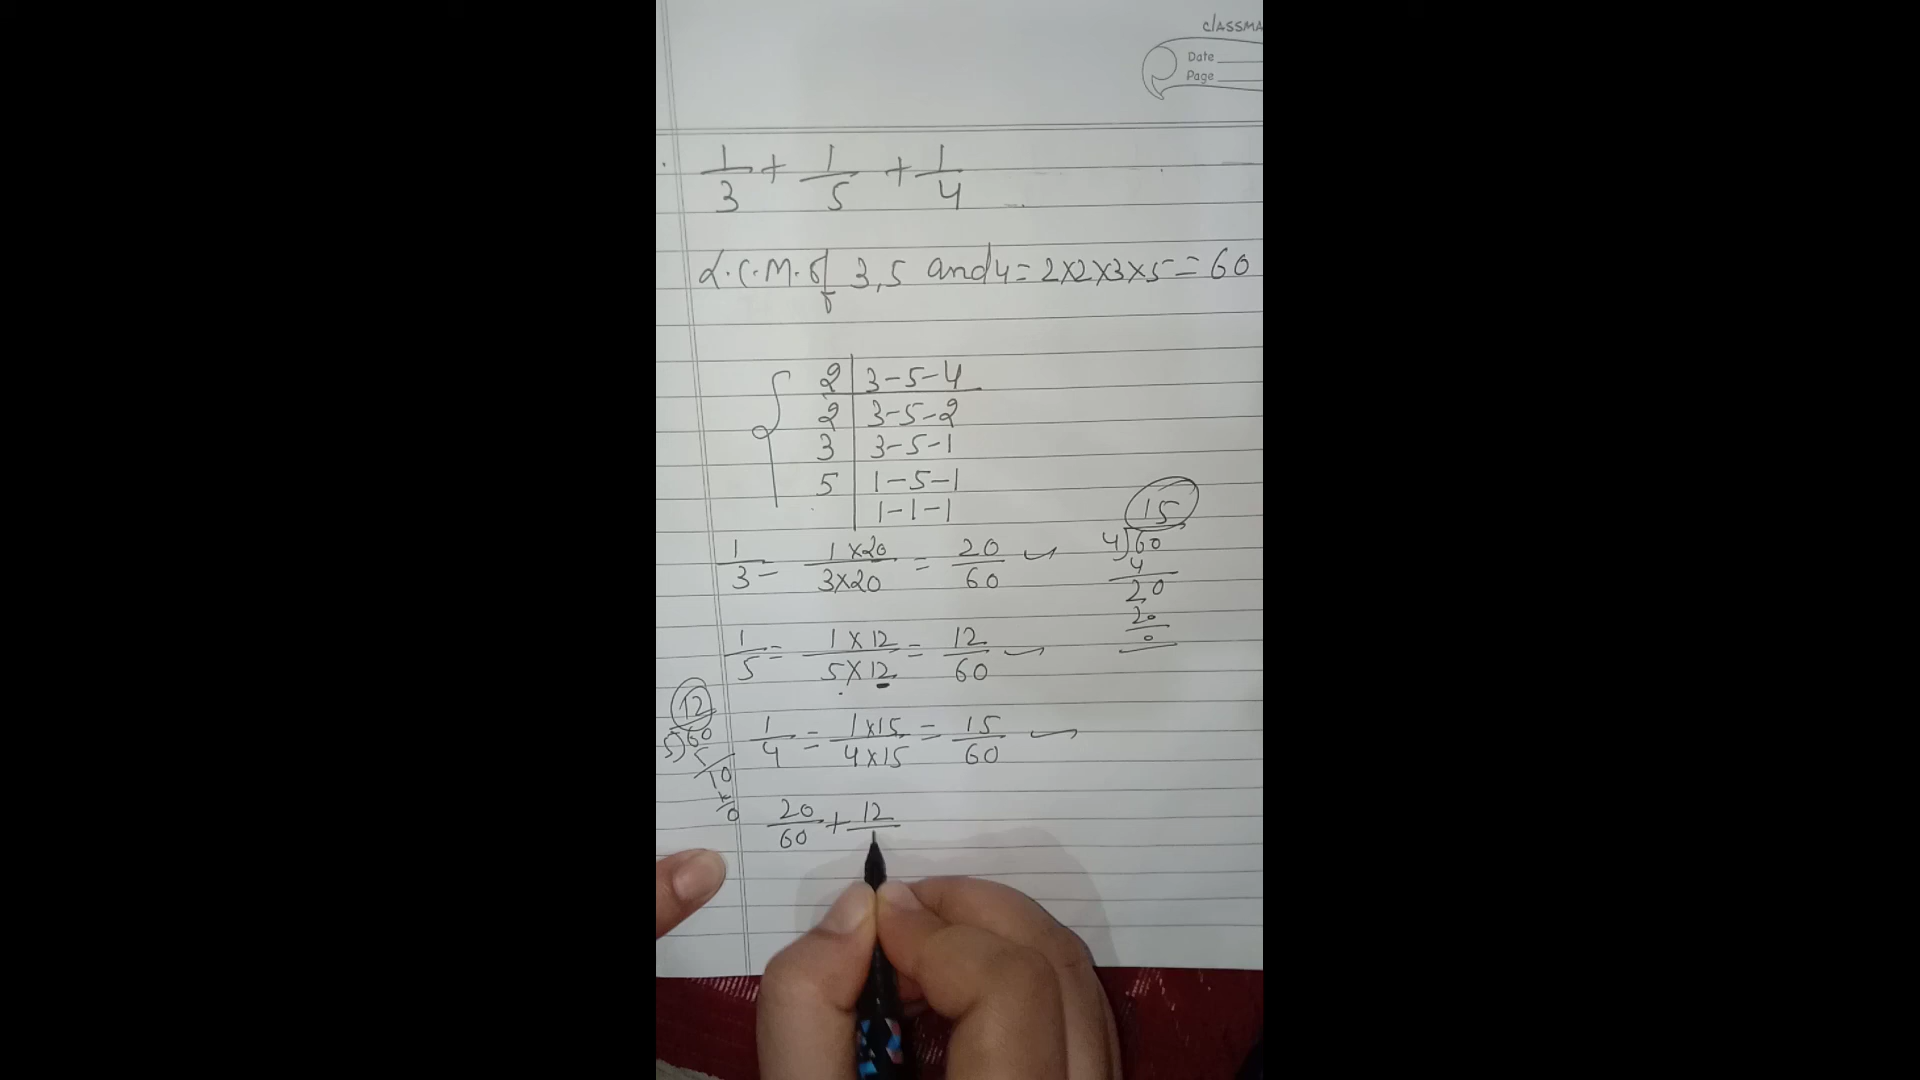 classma
Date
Page
1/3 + 1/5 + 1/4
L.C.M. of 3,5 and 4 = 2×2×3×5 = 60
2 | 3-5-4
2 | 3-5-2
3 | 3-5-1
5 | 1-5-1
1-1-1
1/3 = 1×20/3×20 = 20/60
15
4)60
4
20
20
0
1/5 = 1×12/5×12 = 12/60
12
5)60
5
10
0
1/4 = 1×15/4×15 = 15/60
20/60 + 12/